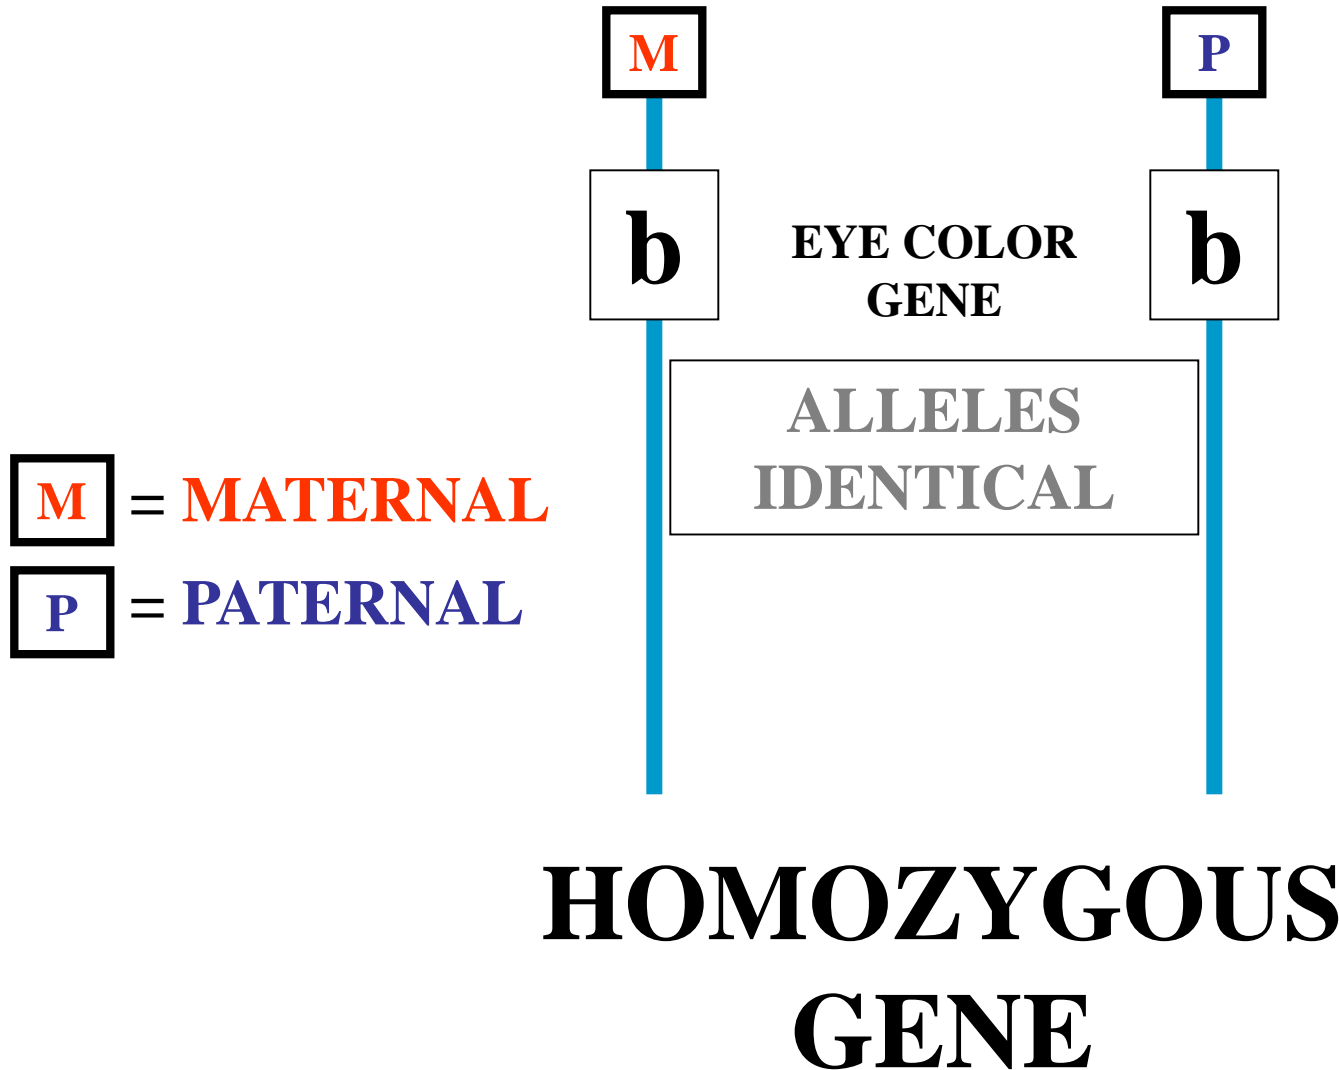 M
P
b
b
EYE COLOR
GENE
ALLELES
IDENTICAL
M = MATERNAL
P = PATERNAL
HOMOZYGOUS
GENE